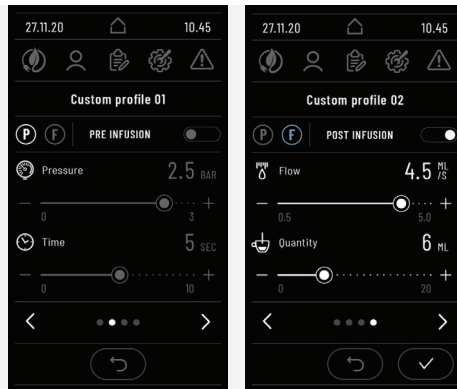 27.11.20 10.45
Custom profile 01
P F PRE INFUSION
Pressure 2.5 BAR
0 3
Time 5 SEC
0 10
27.11.20 10.45
Custom profile 02
P F POST INFUSION
Flow 4.5 ML/S
0.5 5.0
Quantity 6 ML
0 20